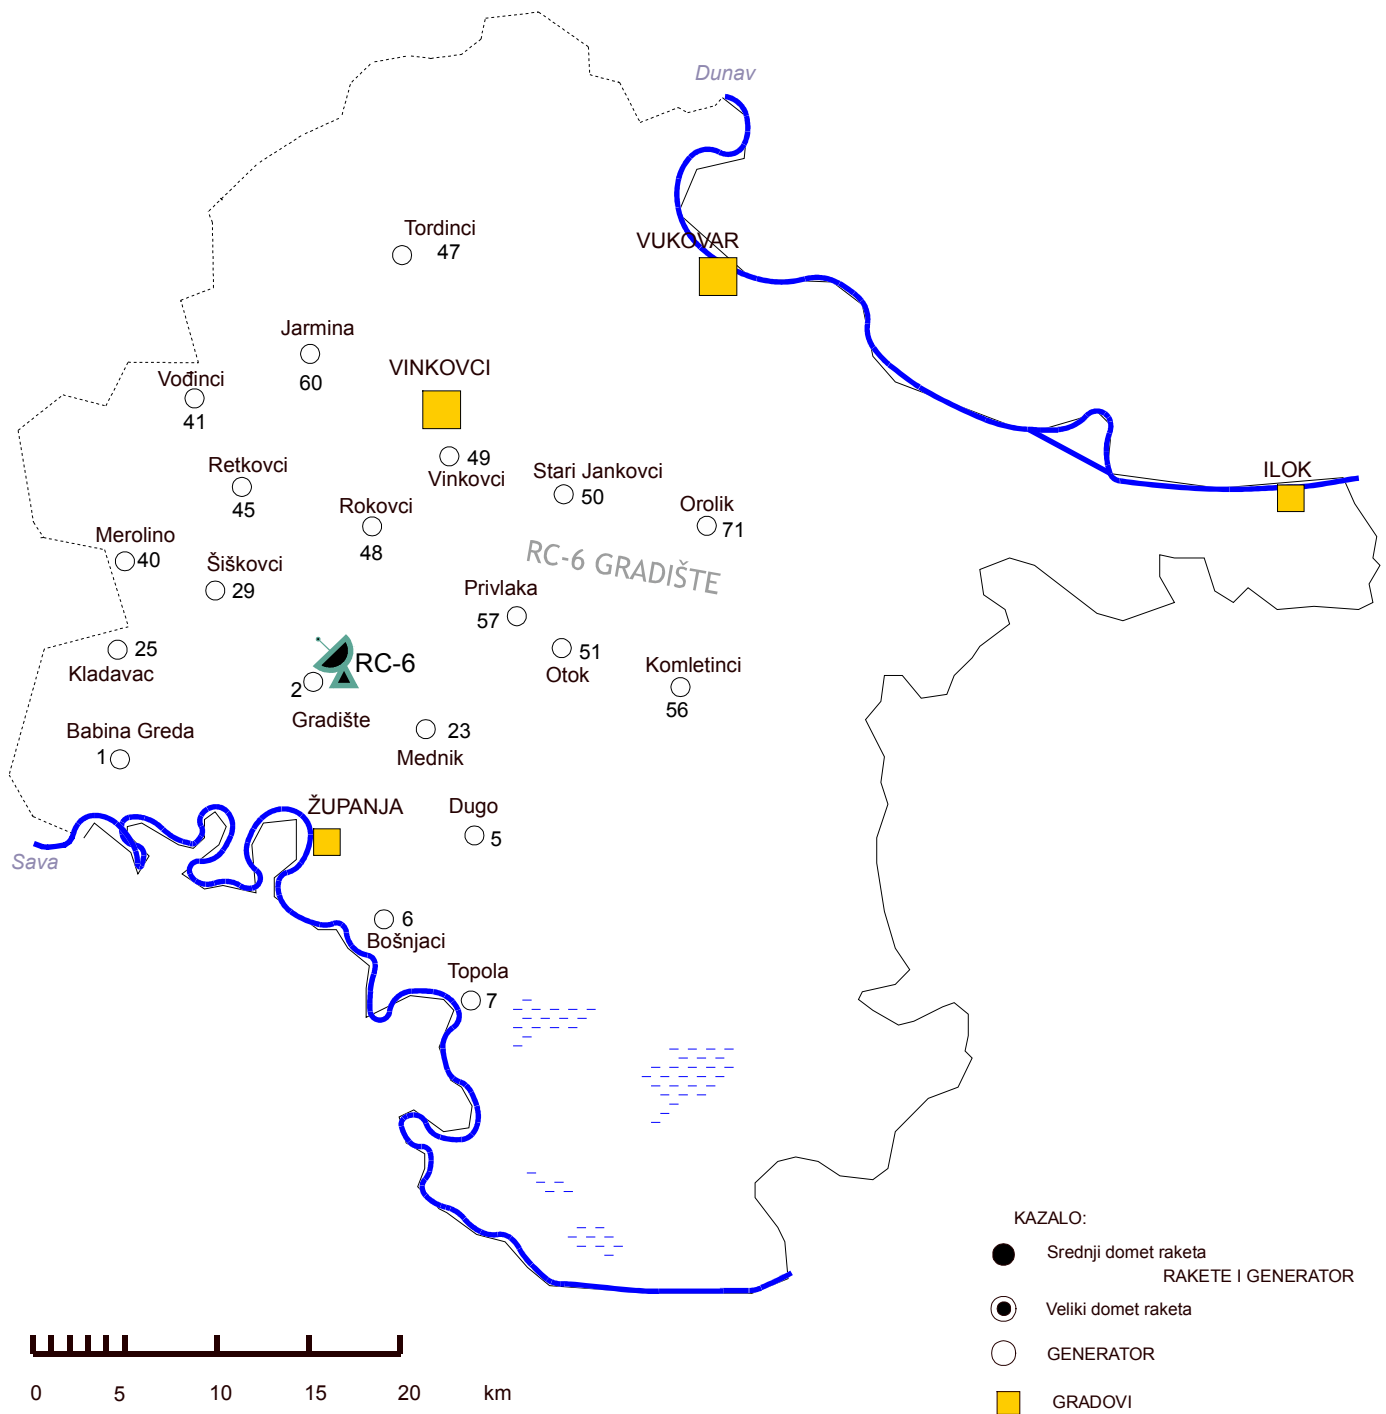 Dunav
Tordinci
47
VUKOVAR
Jarmina
60
VINKOVCI
Vođinci
41
49
Vinkovci
Retkovci
45
Stari Jankovci
50
ILOK
Rokovci
48
Orolik
71
Merolino
40
RC-6 GRADIŠTE
Šiškovci
29
Privlaka
57
25
Kladavac
RC-6
2
Gradište
51
Otok
Komletinci
56
Babina Greda
1
23
Mednik
ŽUPANJA
Dugo
5
Sava
6
Bošnjaci
Topola
7
KAZALO:
Srednji domet raketa
RAKETE I GENERATOR
Veliki domet raketa
GENERATOR
GRADOVI
0 5 10 15 20 km